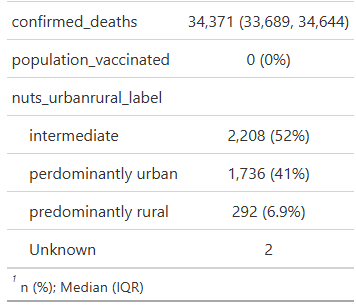 confirmed_deaths 34,371 (33,689, 34,644)
population_vaccinated 0 (0%)
nuts_urbanrural_label
intermediate 2,208 (52%)
perdominantly urban 1,736 (41%)
predominantly rural 292 (6.9%)
Unknown 2
1 n (%); Median (IQR)